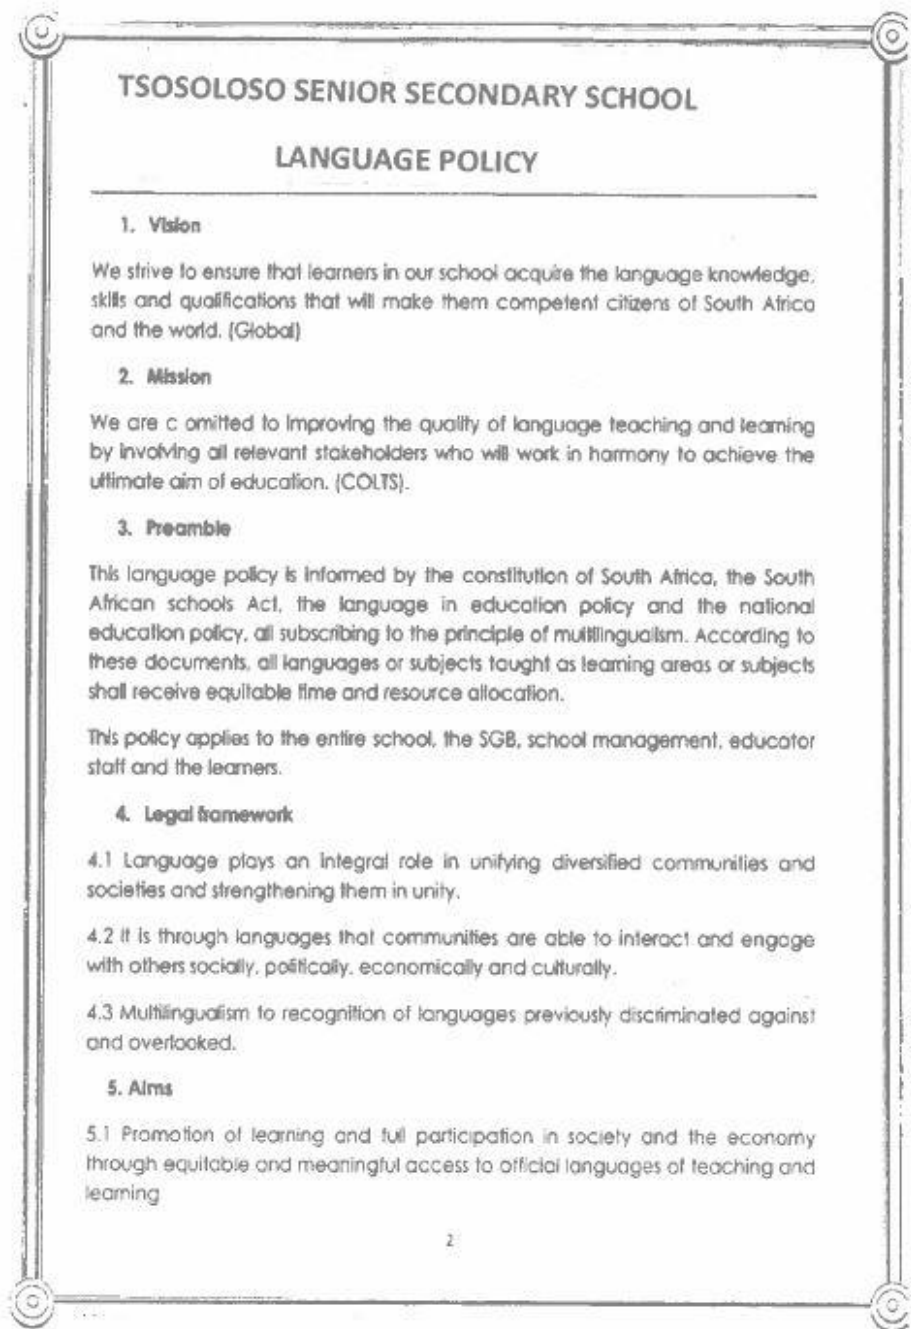 TSOSOLOSO SENIOR SECONDARY SCHOOL
LANGUAGE POLICY
1. Vision
We strive to ensure that learners in our school acquire the language knowledge,
skills and qualifications that will make them competent citizens of South Africa
and the world. (Global)
2. Mission
We are c omitted to improving the quality of language teaching and learning
by involving all relevant stakeholders who will work in harmony to achieve the
ultimate aim of education. (COLTS).
3. Preamble
This language policy is informed by the constitution of South Africa, the South
African schools Act, the language in education policy and the national
education policy, all subscribing to the principle of multilingualism. According to
these documents, all languages or subjects taught as learning areas or subjects
shall receive equitable time and resource allocation.
This policy applies to the entire school, the SGB, school management, educator
staff and the learners.
4. Legal framework
4.1 Language plays an integral role in unifying diversified communities and
societies and strengthening them in unity.
4.2 It is through languages that communities are able to interact and engage
with others socially, politically, economically and culturally.
4.3 Multilingualism to recognition of languages previously discriminated against
and overlooked.
5. Aims
5.1 Promotion of learning and full participation in society and the economy
through equitable and meaningful access to official languages of teaching and
learning
2